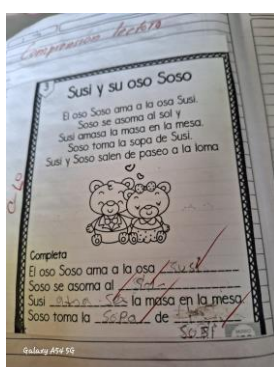 Comprensión lectora
3
Susi y su oso Soso
El oso Soso ama a la osa Susi.
Soso se asoma al sol y
Susi amasa la masa en la mesa.
Soso toma la sopa de Susi.
Susi y Soso salen de paseo a la loma
Completa
El oso Soso ama a la osa Susi
Soso se asoma al
Susi la masa en la mesa
Soso toma la sopa de
Galaxy A54 5G